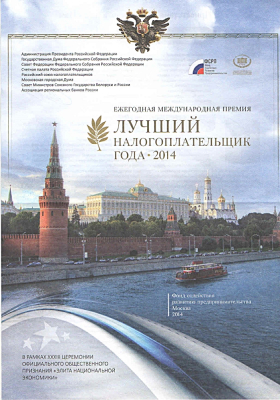 Администрация Президента Российской Федерации
Государственная Дума Федерального Собрания Российской Федерации
Совет Федерации Федерального Собрания Российской Федерации
Счетная палата Российской Федерации
Российский союз налогоплательщиков
Московская городская Дума
Совет Министров Союзного Государства Беларуси и России
Ассоциация региональных банков России
ФСРП
ЕЖЕГОДНАЯ МЕЖДУНАРОДНАЯ ПРЕМИЯ
ЛУЧШИЙ
НАЛОГОПЛАТЕЛЬЩИК
ГОДА · 2014
Фонд содействия
развитию предпринимательства
Москва
2014
В РАМКАХ XXXII ЦЕРЕМОНИИ
ОФИЦИАЛЬНОГО ОБЩЕСТВЕННОГО
ПРИЗНАНИЯ «ЭЛИТА НАЦИОНАЛЬНОЙ
ЭКОНОМИКИ»